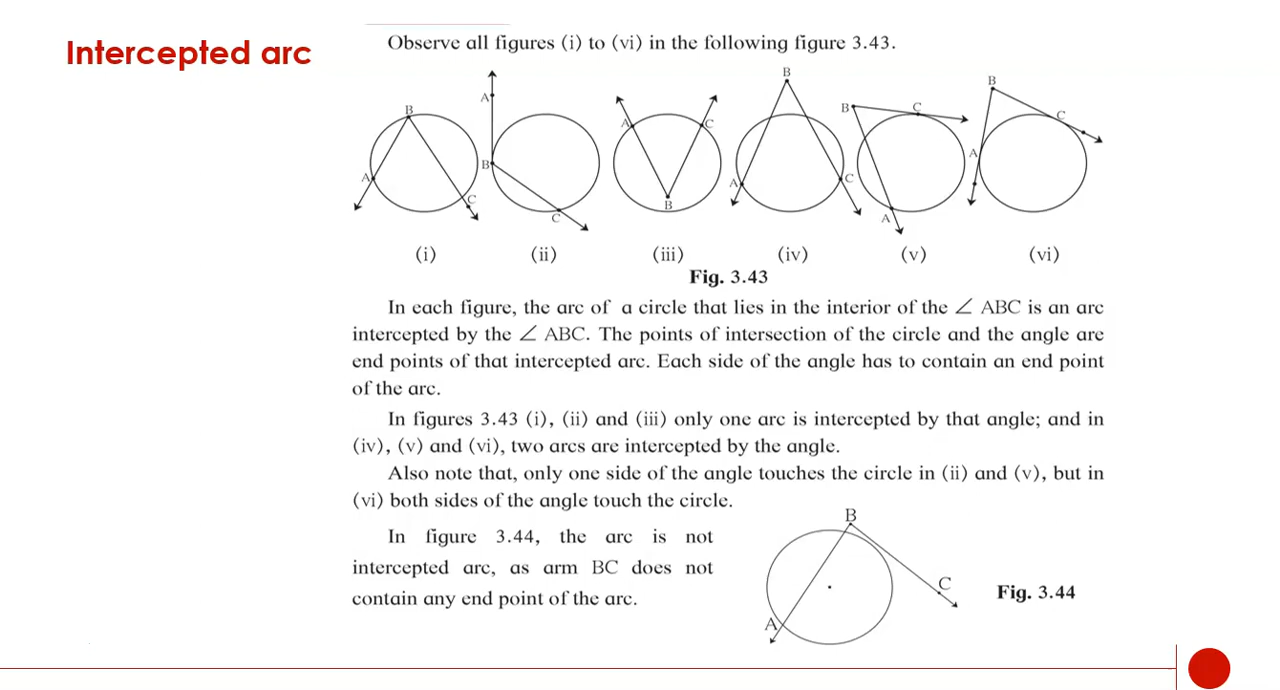 Intercepted arc
Observe all figures (i) to (vi) in the following figure 3.43.
B
A
C
A
B
C
A
C
B
B
A
C
B
C
A
B
C
A
(i) (ii) (iii) (iv) (v) (vi)
Fig. 3.43
In each figure, the arc of a circle that lies in the interior of the ∠ ABC is an arc
intercepted by the ∠ ABC. The points of intersection of the circle and the angle are
end points of that intercepted arc. Each side of the angle has to contain an end point
of the arc.
In figures 3.43 (i), (ii) and (iii) only one arc is intercepted by that angle; and in
(iv), (v) and (vi), two arcs are intercepted by the angle.
Also note that, only one side of the angle touches the circle in (ii) and (v), but in
(vi) both sides of the angle touch the circle.
In figure 3.44, the arc is not
intercepted arc, as arm BC does not
contain any end point of the arc.
B
C
A
Fig. 3.44